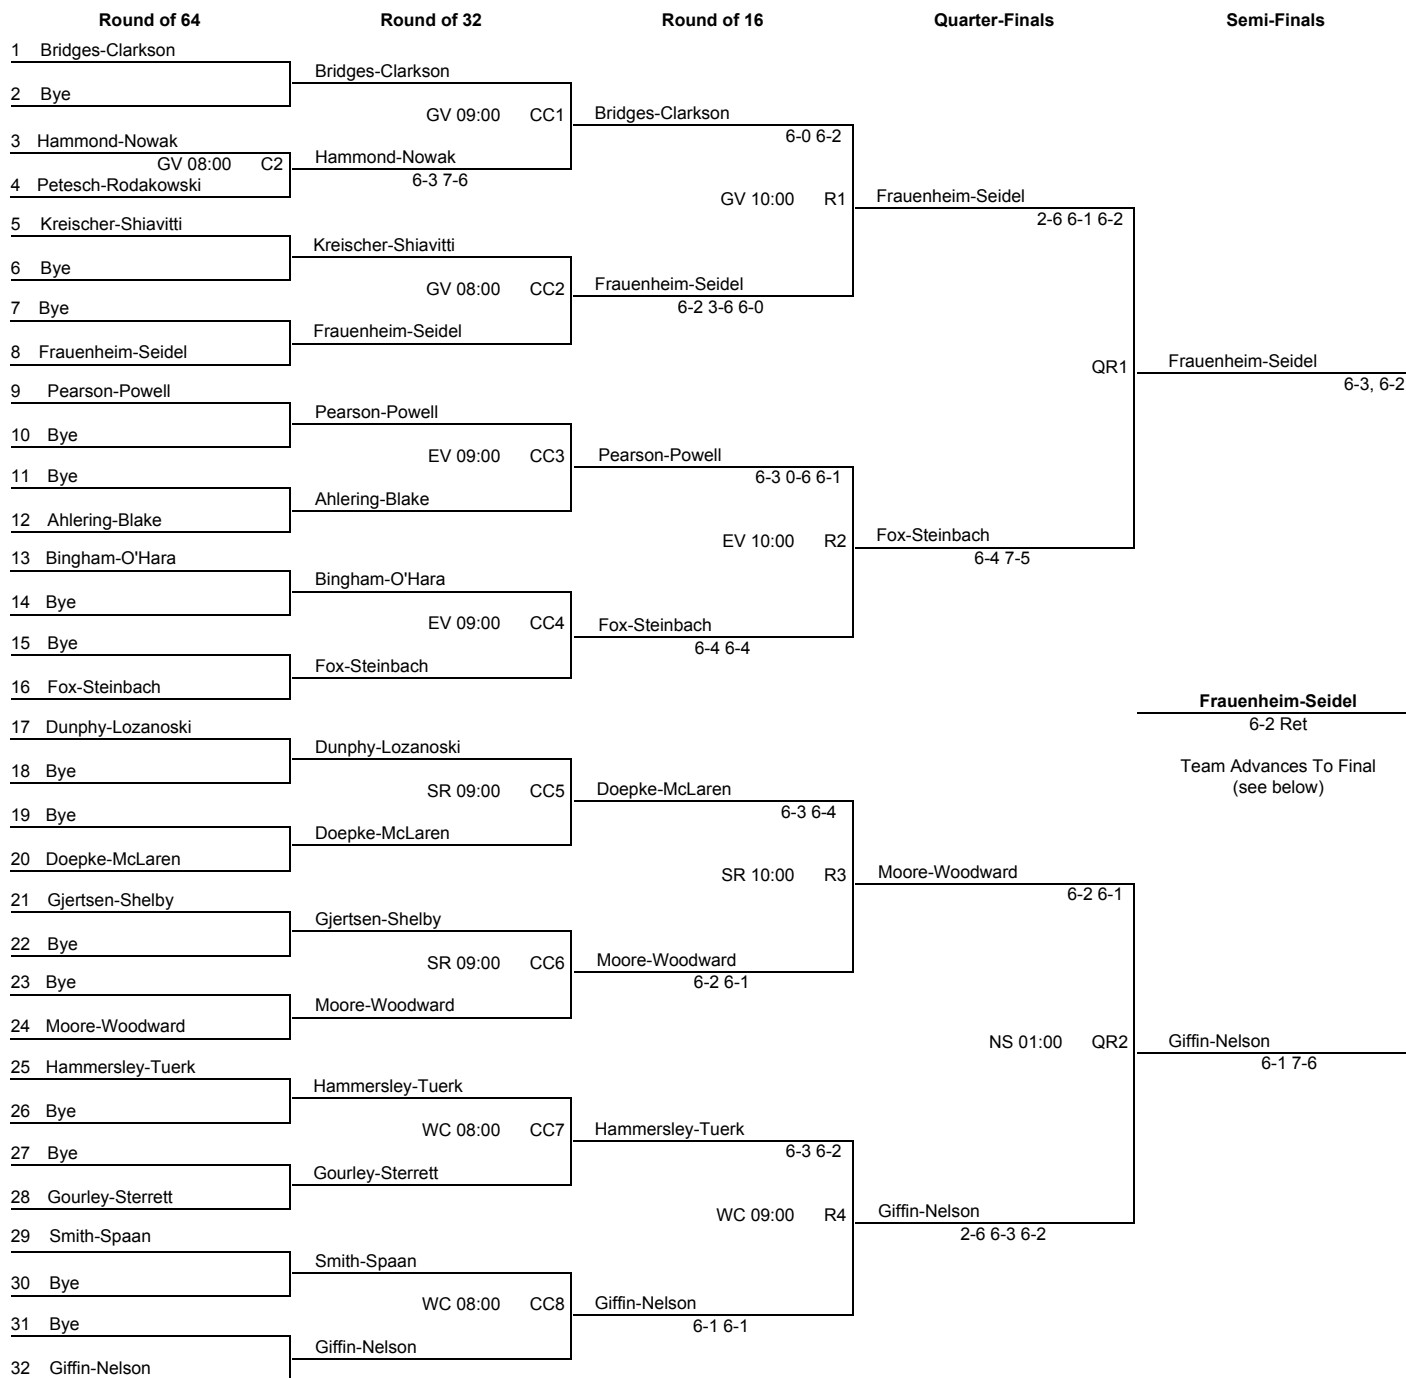 Round of 64 Round of 32 Round of 16 Quarter-Finals Semi-Finals
1 Bridges-Clarkson
2 Bye
3 Hammond-Nowak
GV 08:00 C2
4 Petesch-Rodakowski
5 Kreischer-Shiavitti
6 Bye
7 Bye
8 Frauenheim-Seidel
9 Pearson-Powell
10 Bye
11 Bye
12 Ahlering-Blake
13 Bingham-O'Hara
14 Bye
15 Bye
16 Fox-Steinbach
17 Dunphy-Lozanoski
18 Bye
19 Bye
20 Doepke-McLaren
21 Gjertsen-Shelby
22 Bye
23 Bye
24 Moore-Woodward
25 Hammersley-Tuerk
26 Bye
27 Bye
28 Gourley-Sterrett
29 Smith-Spaan
30 Bye
31 Bye
32 Giffin-Nelson
Bridges-Clarkson
GV 09:00 CC1
Hammond-Nowak
6-3 7-6
Kreischer-Shiavitti
GV 08:00 CC2
Frauenheim-Seidel
Pearson-Powell
EV 09:00 CC3
Ahlering-Blake
Bingham-O'Hara
EV 09:00 CC4
Fox-Steinbach
Dunphy-Lozanoski
SR 09:00 CC5
Doepke-McLaren
Gjertsen-Shelby
SR 09:00 CC6
Moore-Woodward
Hammersley-Tuerk
WC 08:00 CC7
Gourley-Sterrett
Smith-Spaan
WC 08:00 CC8
Giffin-Nelson
Bridges-Clarkson
6-0 6-2
GV 10:00 R1
Frauenheim-Seidel
6-2 3-6 6-0
Pearson-Powell
6-3 0-6 6-1
EV 10:00 R2
Fox-Steinbach
6-4 6-4
Doepke-McLaren
6-3 6-4
SR 10:00 R3
Moore-Woodward
6-2 6-1
Hammersley-Tuerk
6-3 6-2
WC 09:00 R4
Giffin-Nelson
6-1 6-1
Frauenheim-Seidel
2-6 6-1 6-2
QR1
Fox-Steinbach
6-4 7-5
Moore-Woodward
6-2 6-1
NS 01:00 QR2
Giffin-Nelson
2-6 6-3 6-2
Frauenheim-Seidel
6-3, 6-2
Frauenheim-Seidel
6-2 Ret
Team Advances To Final
(see below)
Giffin-Nelson
6-1 7-6